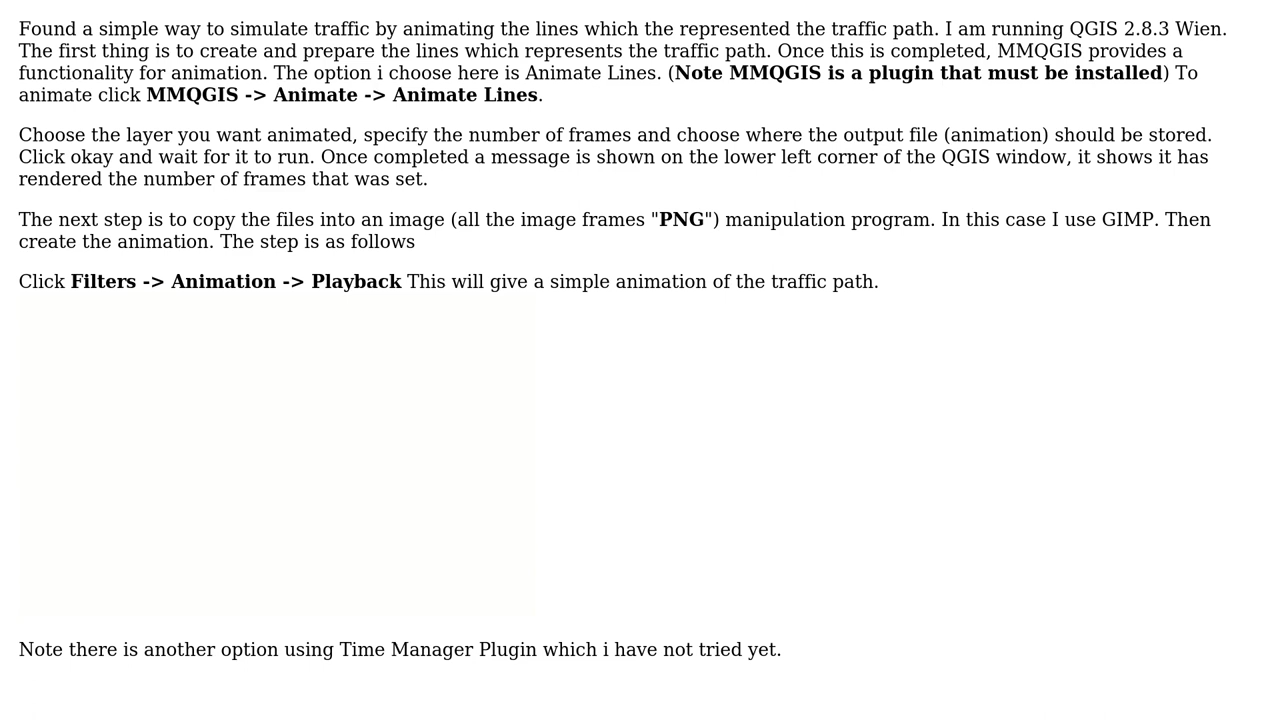 Found a simple way to simulate traffic by animating the lines which the represented the traffic path. I am running QGIS 2.8.3 Wien.
The first thing is to create and prepare the lines which represents the traffic path. Once this is completed, MMQGIS provides a
functionality for animation. The option i choose here is Animate Lines. (Note MMQGIS is a plugin that must be installed) To
animate click MMQGIS -> Animate -> Animate Lines.
Choose the layer you want animated, specify the number of frames and choose where the output file (animation) should be stored.
Click okay and wait for it to run. Once completed a message is shown on the lower left corner of the QGIS window, it shows it has
rendered the number of frames that was set.
The next step is to copy the files into an image (all the image frames "PNG") manipulation program. In this case I use GIMP. Then
create the animation. The step is as follows
Click Filters -> Animation -> Playback This will give a simple animation of the traffic path.
Note there is another option using Time Manager Plugin which i have not tried yet.